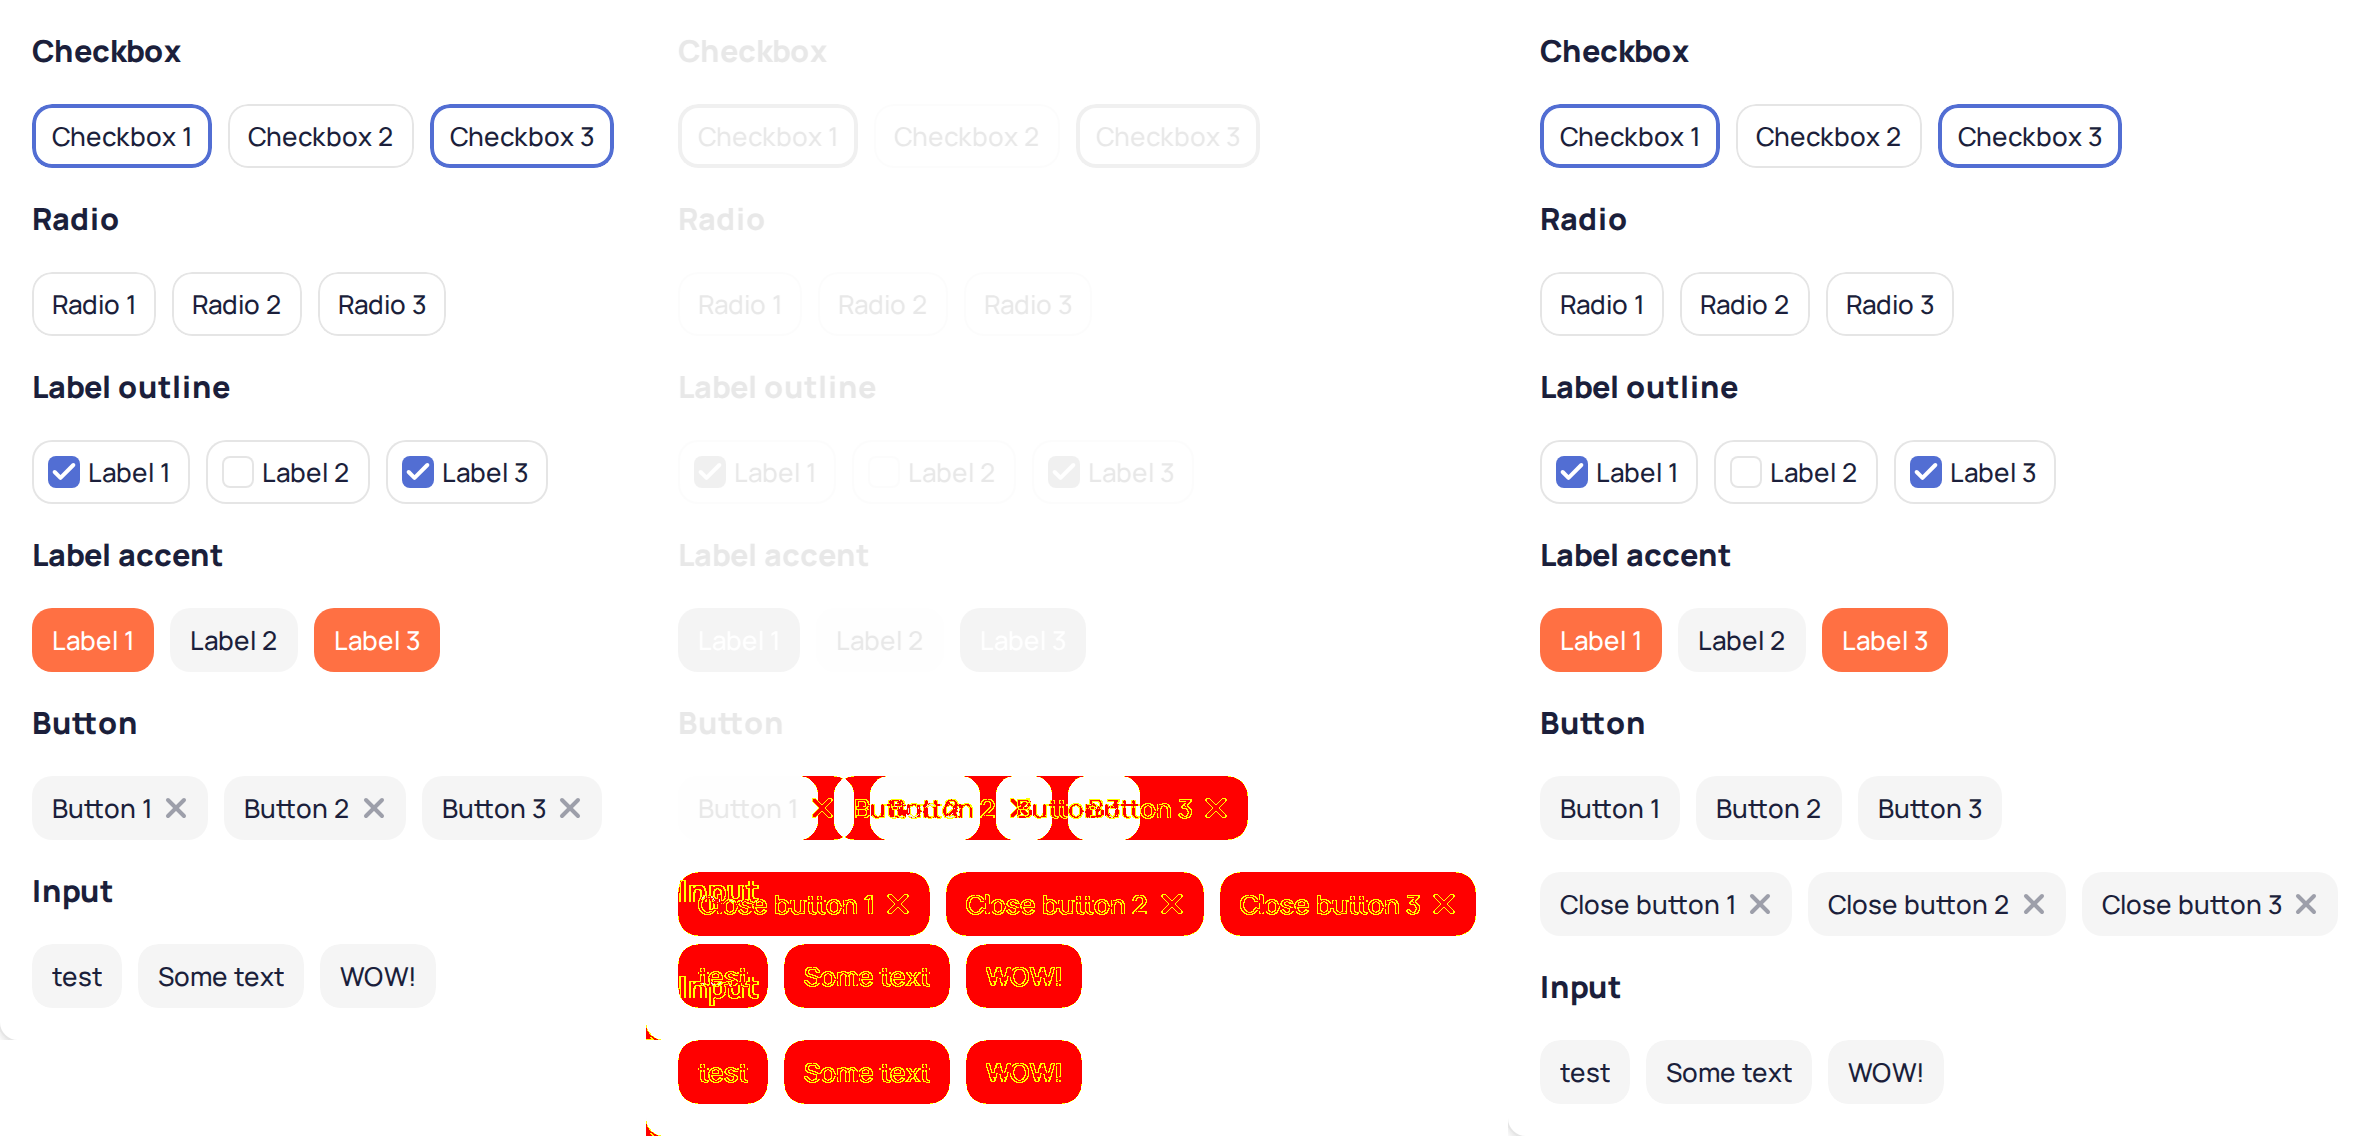 Checkbox
Checkbox 1 Checkbox 2 Checkbox 3
Radio
Radio 1 Radio 2 Radio 3
Label outline
Label 1 Label 2 Label 3
Label accent
Label 1 Label 2 Label 3
Button
Button 1 Button 2 Button 3
Input
test Some text WOW!
Checkbox
Checkbox 1 Checkbox 2 Checkbox 3
Radio
Radio 1 Radio 2 Radio 3
Label outline
Label 1 Label 2 Label 3
Label accent
Label 1 Label 2 Label 3
Button
Button 1 Button 2 Button 3
Input
Close button 1 Close button 2 Close button 3
test Some text WOW!
Input
test Some text WOW!
Checkbox
Checkbox 1 Checkbox 2 Checkbox 3
Radio
Radio 1 Radio 2 Radio 3
Label outline
Label 1 Label 2 Label 3
Label accent
Label 1 Label 2 Label 3
Button
Button 1 Button 2 Button 3
Close button 1 Close button 2 Close button 3
Input
test Some text WOW!